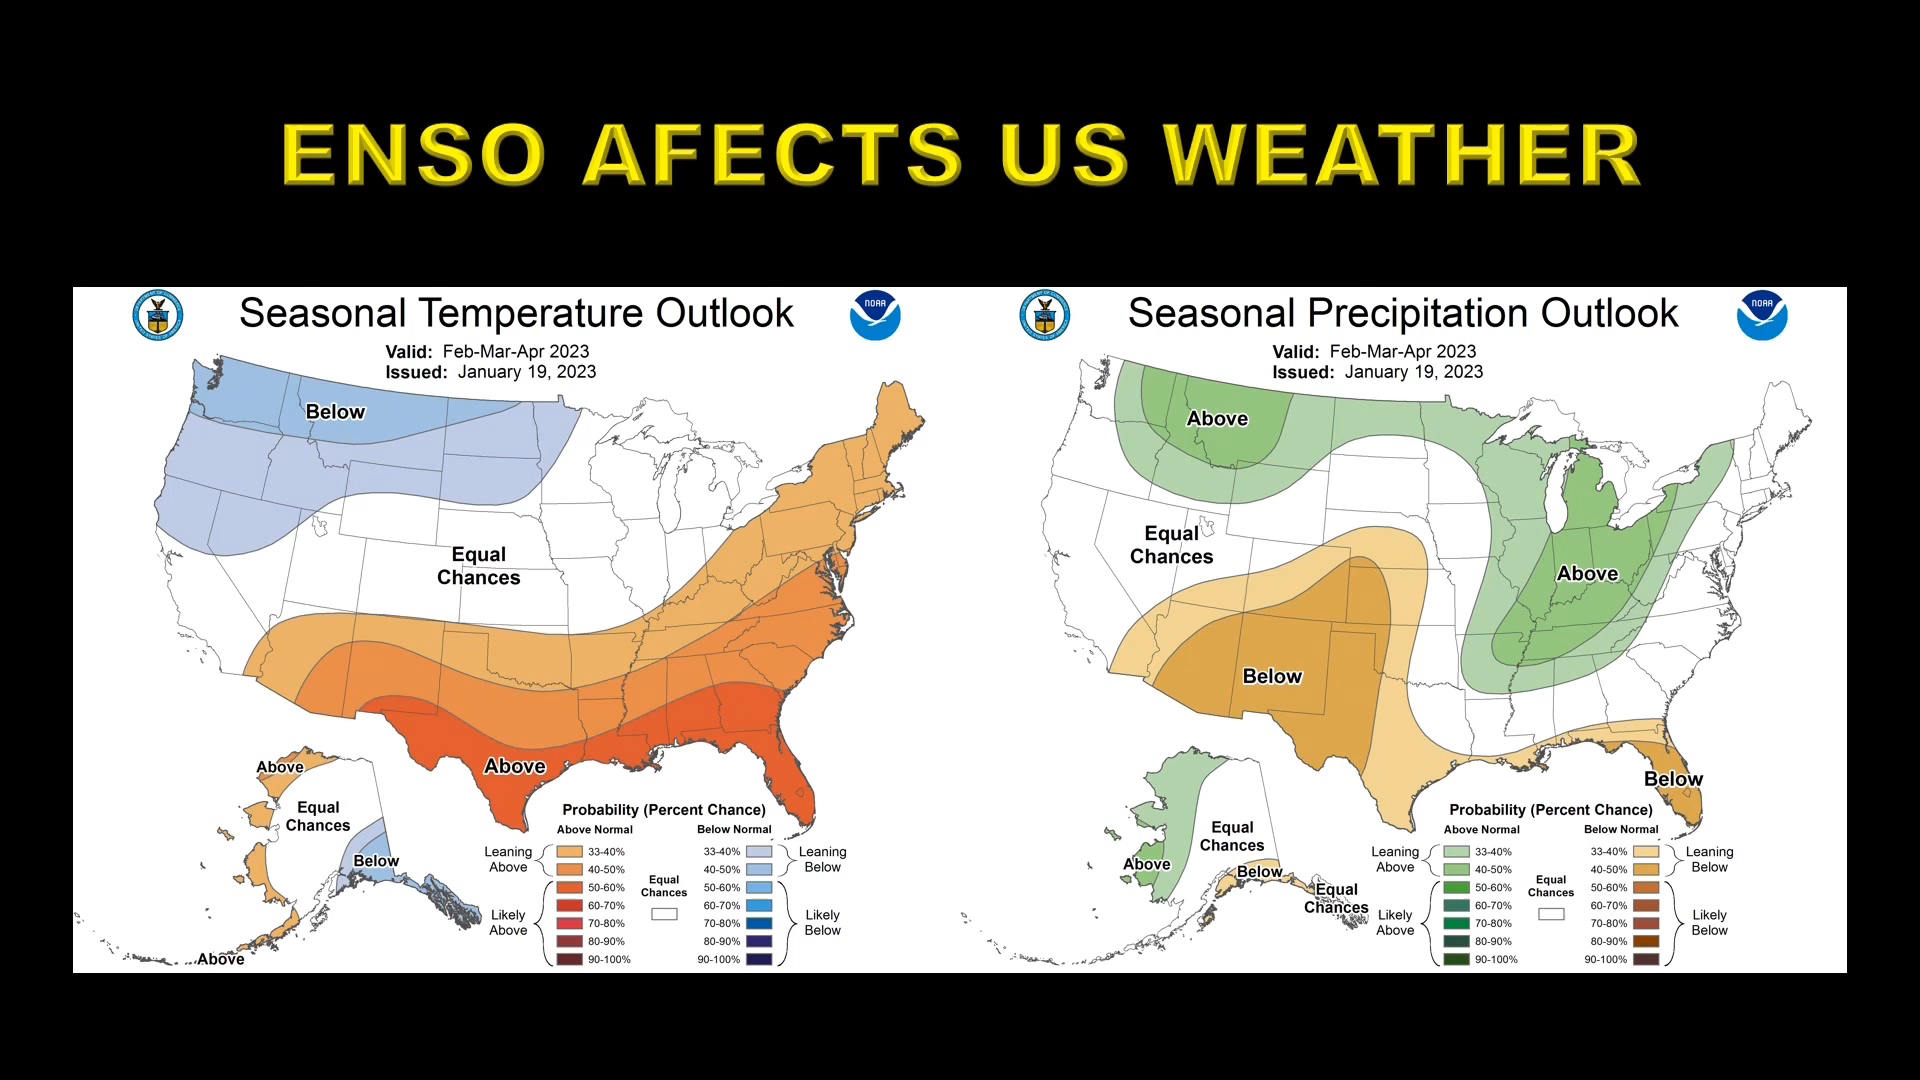 ENSO AFECTS US WEATHER
Seasonal Temperature Outlook
NOAA
Valid: Feb-Mar-Apr 2023
Issued: January 19, 2023
Below
Equal
Chances
Above
Above
Equal
Chances
Below
Above
Probability (Percent Chance)
Above Normal
Below Normal
Leaning
Above
33-40%
40-50%
50-60%
60-70%
70-80%
80-90%
90-100%
Likely
Above
Equal
Chances
33-40%
40-50%
50-60%
60-70%
70-80%
80-90%
90-100%
Leaning
Below
Likely
Below
Seasonal Precipitation Outlook
NOAA
Valid: Feb-Mar-Apr 2023
Issued: January 19, 2023
Above
Equal
Chances
Above
Below
Below
Above
Equal
Chances
Below
Equal
Chances
Probability (Percent Chance)
Above Normal
Below Normal
Leaning
Above
33-40%
40-50%
50-60%
60-70%
70-80%
80-90%
90-100%
Likely
Above
Equal
Chances
33-40%
40-50%
50-60%
60-70%
70-80%
80-90%
90-100%
Leaning
Below
Likely
Below